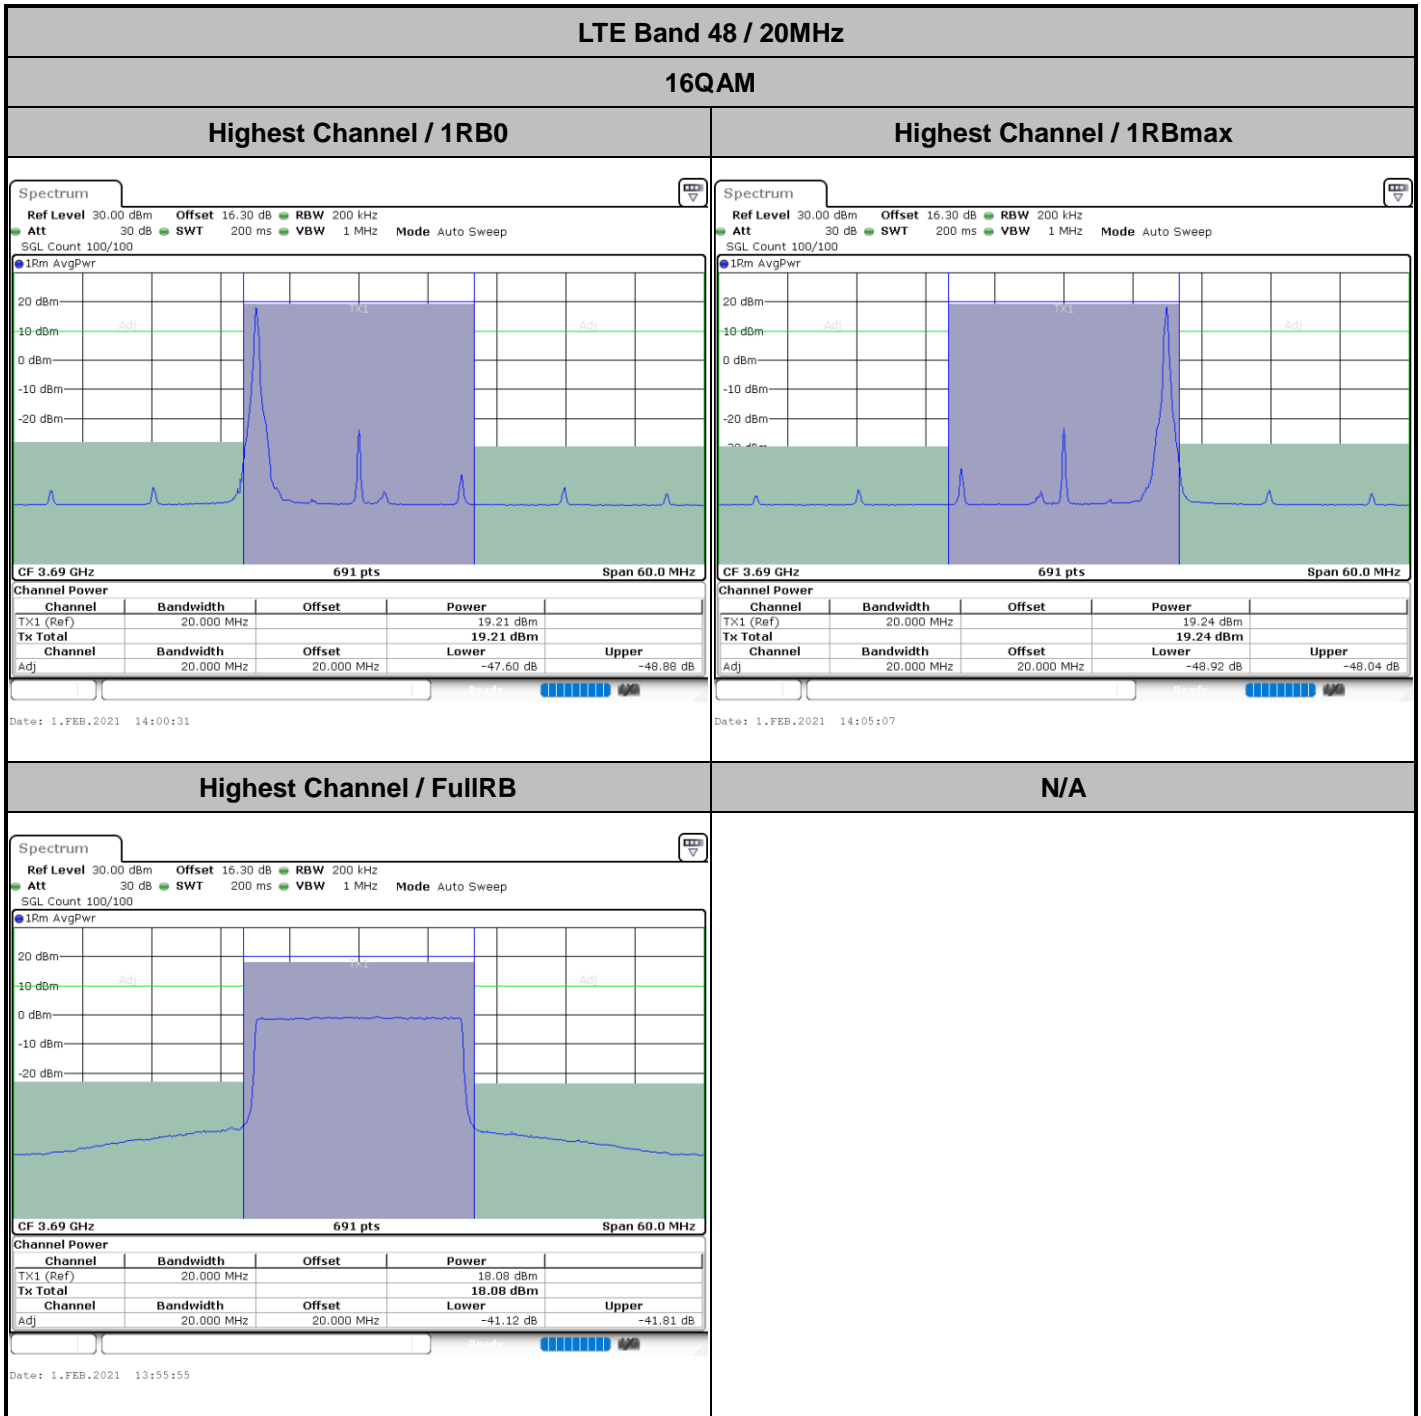 LTE Band 48 / 20MHz
16QAM
Highest Channel / 1RB0
Highest Channel / 1RBmax
Spectrum
Ref Level 30.00 dBm Offset 16.30 dB RBW 200 kHz
Att 30 dB SWT 200 ms VBW 1 MHz Mode Auto Sweep
SGL Count 100/100
1Rm AvgPwr
20 dBm
TX1
Adj
Adj
10 dBm
0 dBm
-10 dBm
-20 dBm
CF 3.69 GHz 691 pts Span 60.0 MHz
Channel Power
Channel Bandwidth Offset Power
TX1 (Ref) 20.000 MHz 19.21 dBm
Tx Total 19.21 dBm
Channel Bandwidth Offset Lower Upper
Adj 20.000 MHz 20.000 MHz -47.60 dB -48.88 dB
Ready
Date: 1.FEB.2021 14:00:31
Spectrum
Ref Level 30.00 dBm Offset 16.30 dB RBW 200 kHz
Att 30 dB SWT 200 ms VBW 1 MHz Mode Auto Sweep
SGL Count 100/100
1Rm AvgPwr
20 dBm
TX1
Adj
Adj
10 dBm
0 dBm
-10 dBm
-20 dBm
CF 3.69 GHz 691 pts Span 60.0 MHz
Channel Power
Channel Bandwidth Offset Power
TX1 (Ref) 20.000 MHz 19.24 dBm
Tx Total 19.24 dBm
Channel Bandwidth Offset Lower Upper
Adj 20.000 MHz 20.000 MHz -48.92 dB -48.04 dB
Ready
Date: 1.FEB.2021 14:05:07
Highest Channel / FullRB
N/A
Spectrum
Ref Level 30.00 dBm Offset 16.30 dB RBW 200 kHz
Att 30 dB SWT 200 ms VBW 1 MHz Mode Auto Sweep
SGL Count 100/100
1Rm AvgPwr
20 dBm
TX1
Adj
Adj
10 dBm
0 dBm
-10 dBm
-20 dBm
CF 3.69 GHz 691 pts Span 60.0 MHz
Channel Power
Channel Bandwidth Offset Power
TX1 (Ref) 20.000 MHz 18.08 dBm
Tx Total 18.08 dBm
Channel Bandwidth Offset Lower Upper
Adj 20.000 MHz 20.000 MHz -41.12 dB -41.81 dB
Ready
Date: 1.FEB.2021 13:55:55